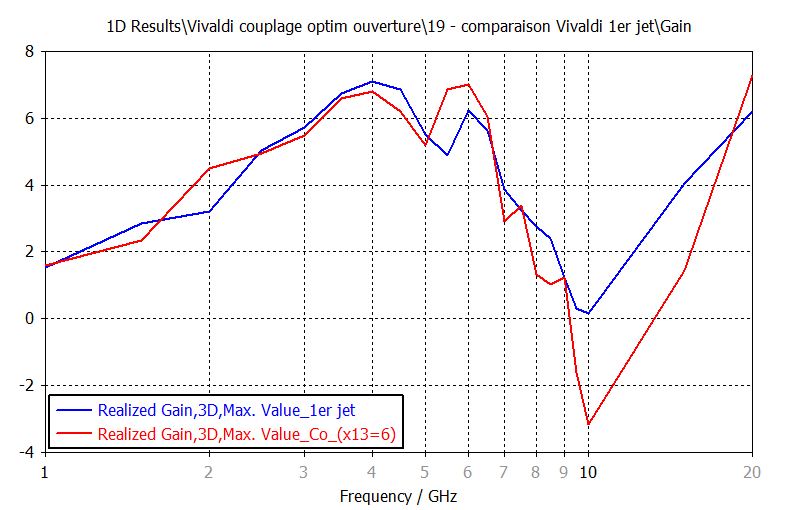 1D Results\Vivaldi couplage optim ouverture\19 - comparaison Vivaldi 1er jet\Gain
8
6
4
2
0
-2
-4
Realized Gain,3D,Max. Value_1er jet
Realized Gain,3D,Max. Value_Co_(x13=6)
1 2 3 4 5 6 7 8 9 10 20
Frequency / GHz